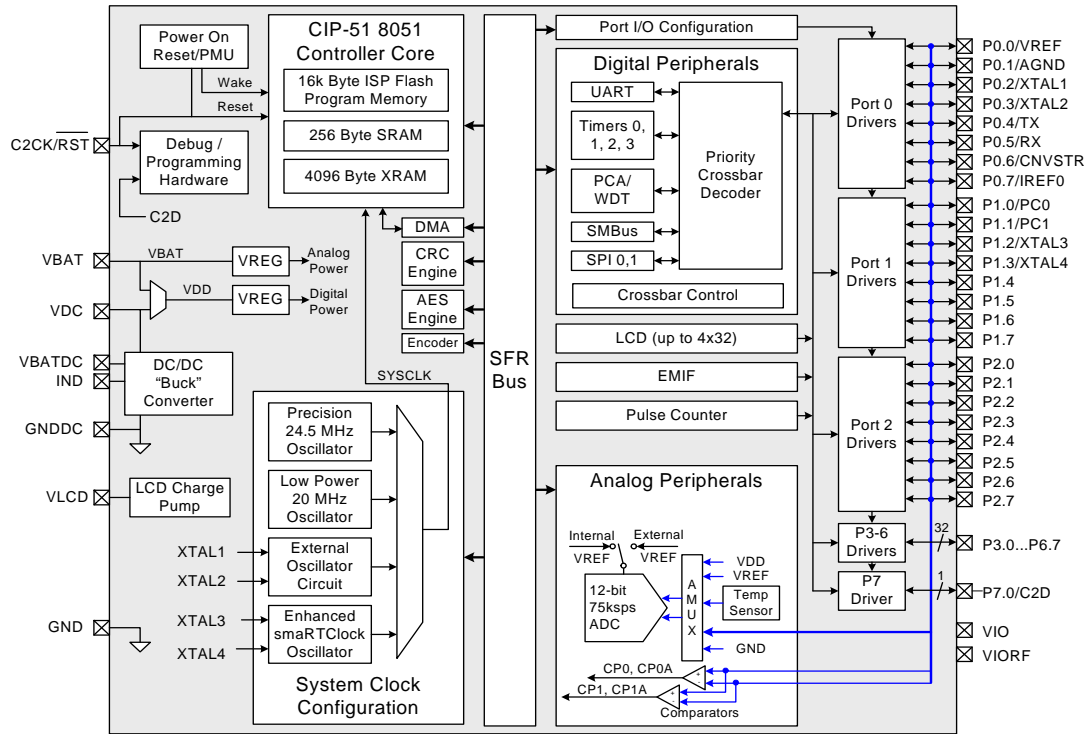 Power On
Reset/PMU
Wake
Reset
C2CK/RST
Debug /
Programming
Hardware
C2D
CIP-51 8051
Controller Core
16k Byte ISP Flash
Program Memory
256 Byte SRAM
4096 Byte XRAM
DMA
CRC
Engine
AES
Engine
Encoder
SYSCLK
VBAT
VBAT
VREG
Analog
Power
VDC
VDD
VREG
Digital
Power
VBATDC
IND
DC/DC
“Buck”
Converter
GNDDC
VLCD
LCD Charge
Pump
XTAL1
XTAL2
XTAL3
XTAL4
GND
Precision
24.5 MHz
Oscillator
Low Power
20 MHz
Oscillator
External
Oscillator
Circuit
Enhanced
smaRTClock
Oscillator
System Clock
Configuration
SFR
Bus
Port I/O Configuration
Digital Peripherals
UART
Timers 0,
1, 2, 3
PCA/
WDT
SMBus
SPI 0,1
Priority
Crossbar
Decoder
Crossbar Control
LCD (up to 4x32)
EMIF
Pulse Counter
Analog Peripherals
Internal
VREF
External
VREF
12-bit
75ksps
ADC
A
M
U
X
VDD
VREF
Temp
Sensor
GND
CP0, CP0A
CP1, CP1A
+
-
+
-
Comparators
Port 0
Drivers
Port 1
Drivers
Port 2
Drivers
P3-6
Drivers
P7
Driver
32
1
P0.0/VREF
P0.1/AGND
P0.2/XTAL1
P0.3/XTAL2
P0.4/TX
P0.5/RX
P0.6/CNVSTR
P0.7/IREF0
P1.0/PC0
P1.1/PC1
P1.2/XTAL3
P1.3/XTAL4
P1.4
P1.5
P1.6
P1.7
P2.0
P2.1
P2.2
P2.3
P2.4
P2.5
P2.6
P2.7
P3.0...P6.7
P7.0/C2D
VIO
VIORF